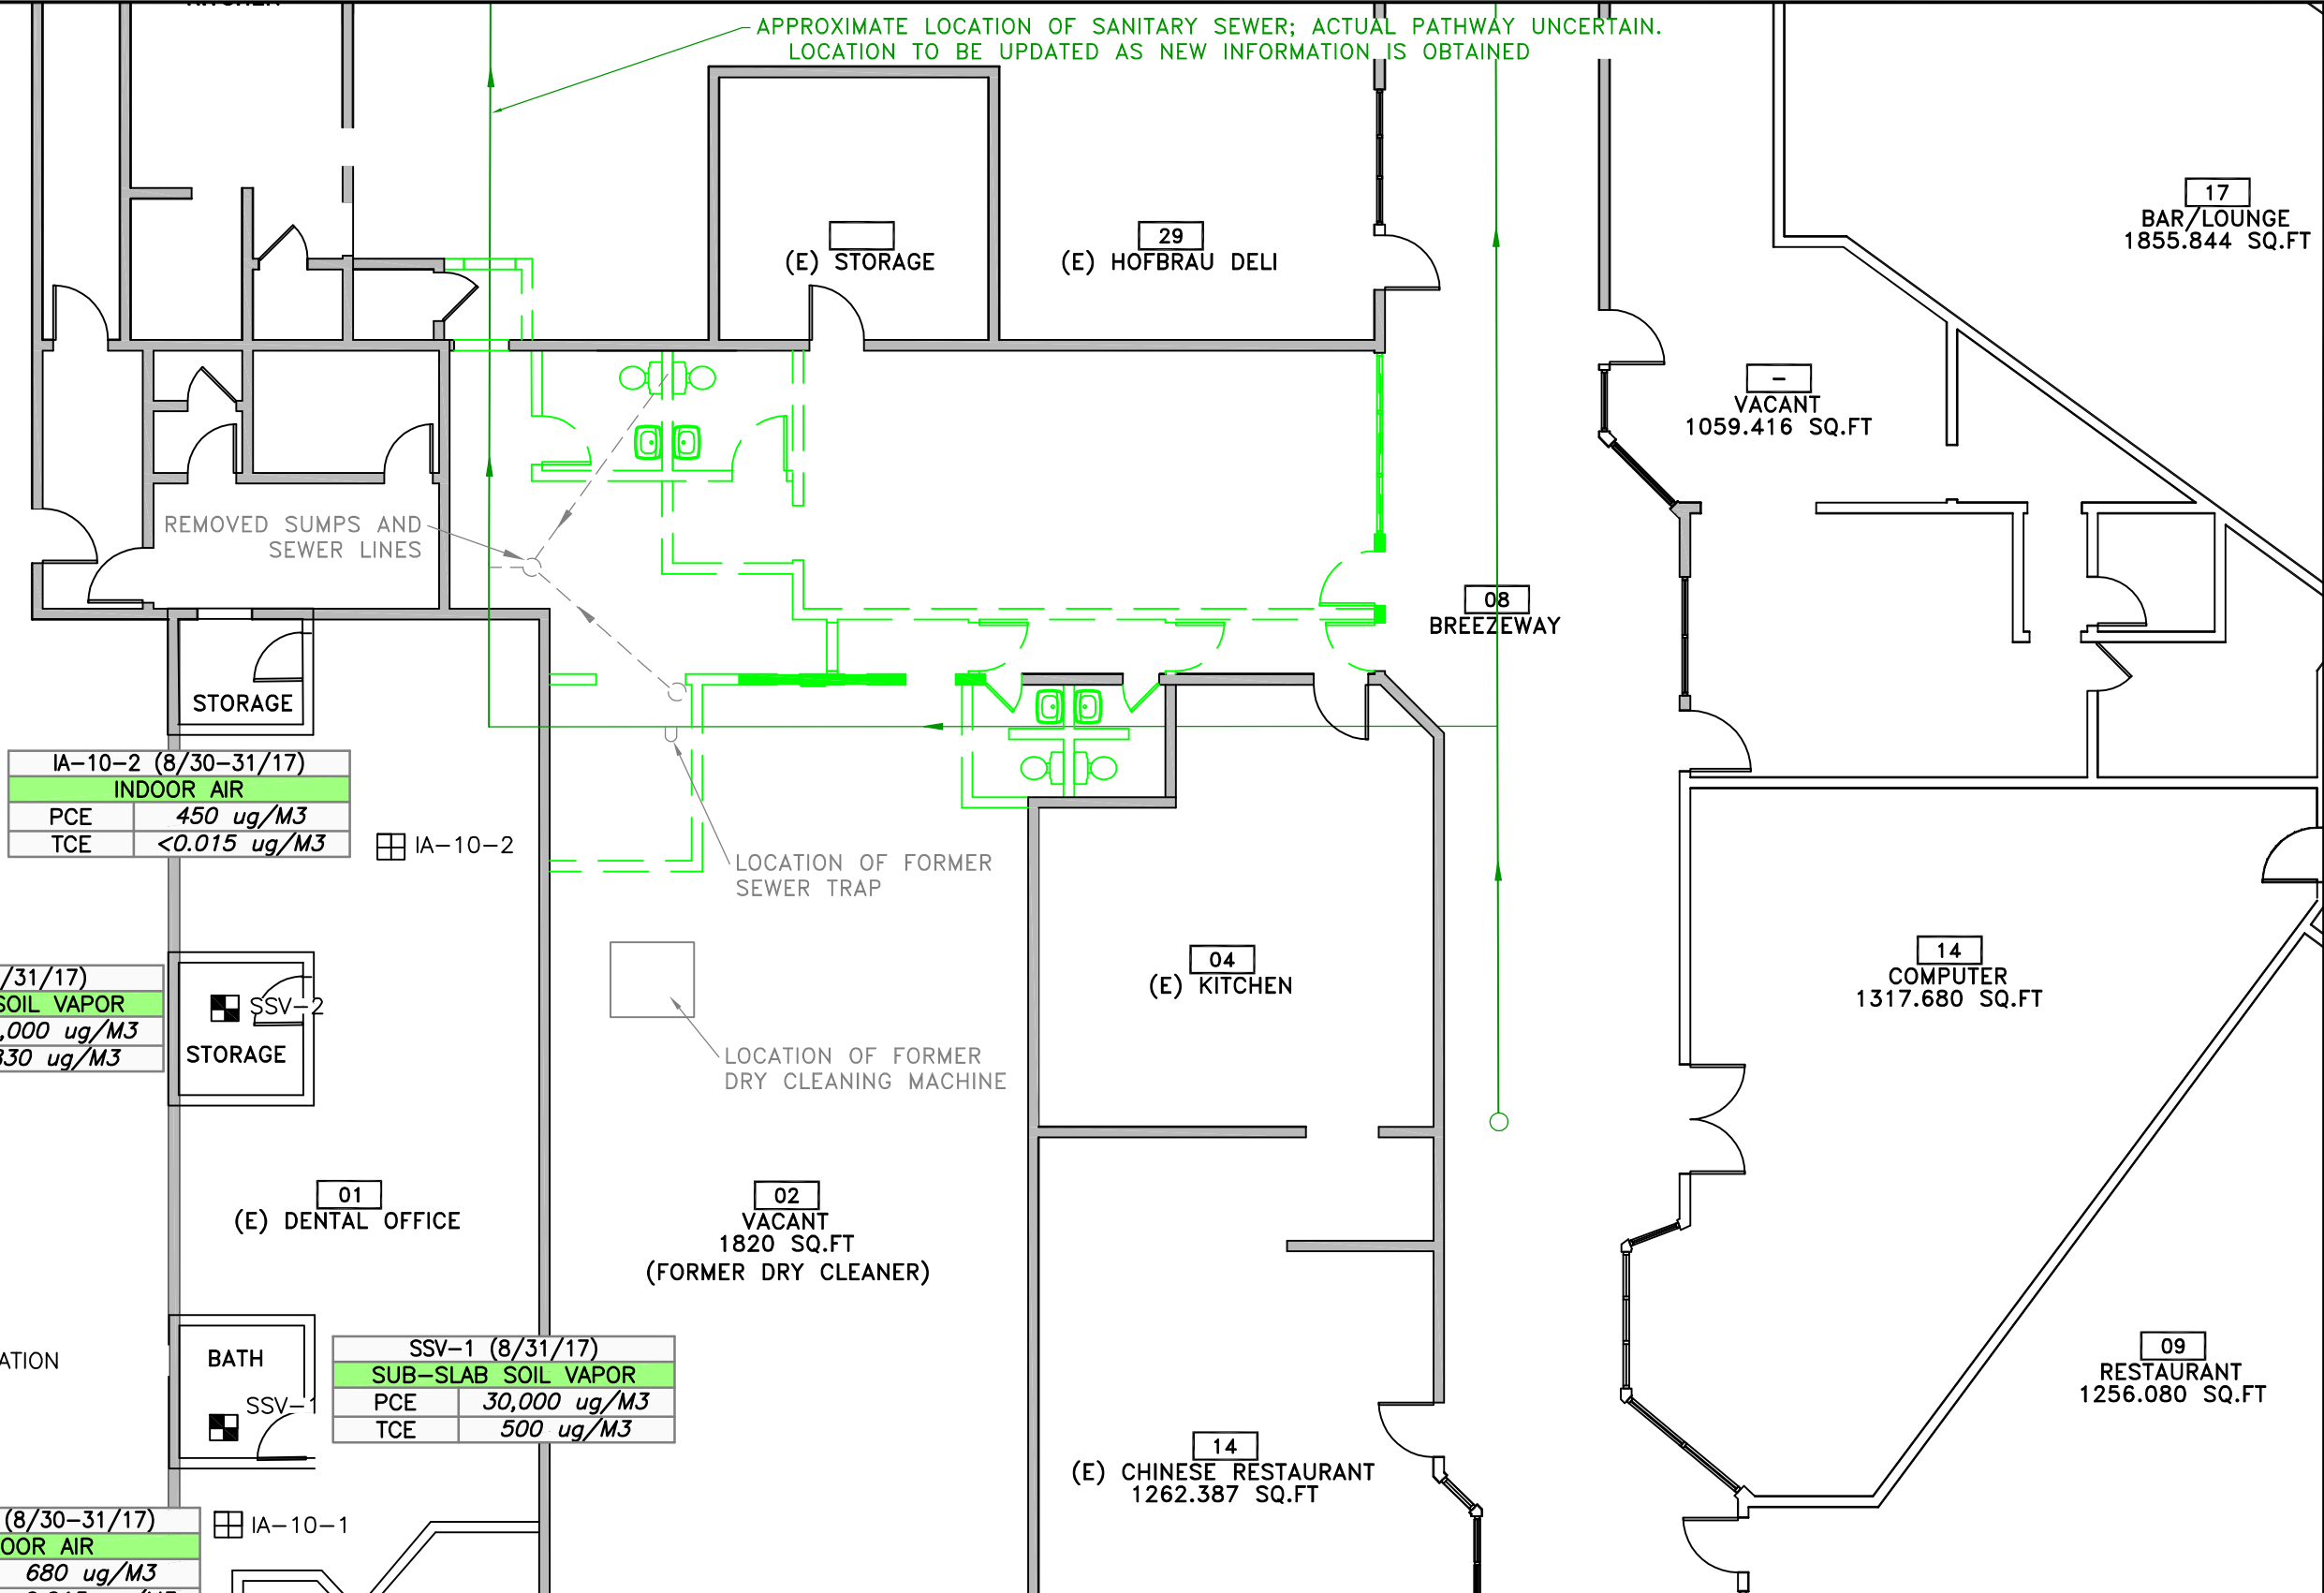 APPROXIMATE LOCATION OF SANITARY SEWER; ACTUAL PATHWAY UNCERTAIN.
LOCATION TO BE UPDATED AS NEW INFORMATION IS OBTAINED
17
BAR/LOUNGE
1855.844 SQ.FT
(E) STORAGE
29
(E) HOFBRAU DELI
–
VACANT
1059.416 SQ.FT
REMOVED SUMPS AND
SEWER LINES
08
BREEZEWAY
STORAGE
IA-10-2 (8/30-31/17)
INDOOR AIR
PCE 450 ug/M3
TCE <0.015 ug/M3
IA-10-2
LOCATION OF FORMER
SEWER TRAP
04
(E) KITCHEN
14
COMPUTER
1317.680 SQ.FT
/31/17)
SOIL VAPOR
,000 ug/M3
330 ug/M3
SSV-2
STORAGE
LOCATION OF FORMER
DRY CLEANING MACHINE
01
(E) DENTAL OFFICE
02
VACANT
1820 SQ.FT
(FORMER DRY CLEANER)
ATION
BATH
SSV-1
SSV-1 (8/31/17)
SUB-SLAB SOIL VAPOR
PCE 30,000 ug/M3
TCE 500 ug/M3
09
RESTAURANT
1256.080 SQ.FT
14
(E) CHINESE RESTAURANT
1262.387 SQ.FT
(8/30-31/17)
OOR AIR
680 ug/M3
IA-10-1